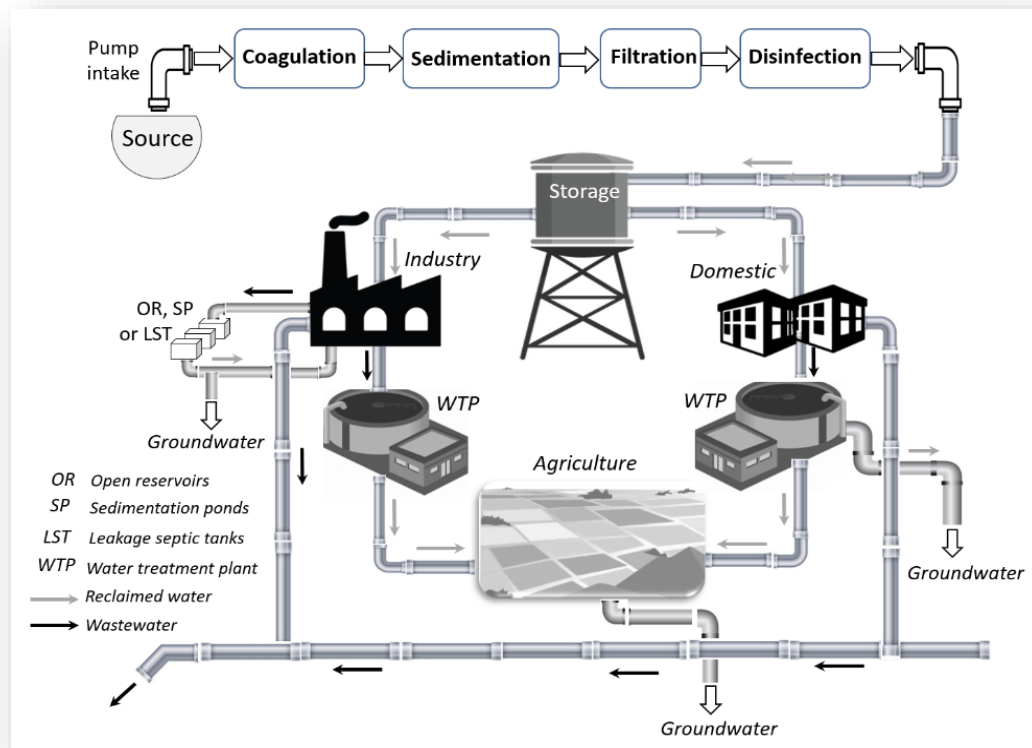 Pump
intake
Coagulation
Sedimentation
Filtration
Disinfection
Source
Storage
Industry
Domestic
OR, SP
or LST
WTP
WTP
Groundwater
Agriculture
OR Open reservoirs
SP Sedimentation ponds
LST Leakage septic tanks
WTP Water treatment plant
Reclaimed water
Wastewater
Groundwater
Groundwater